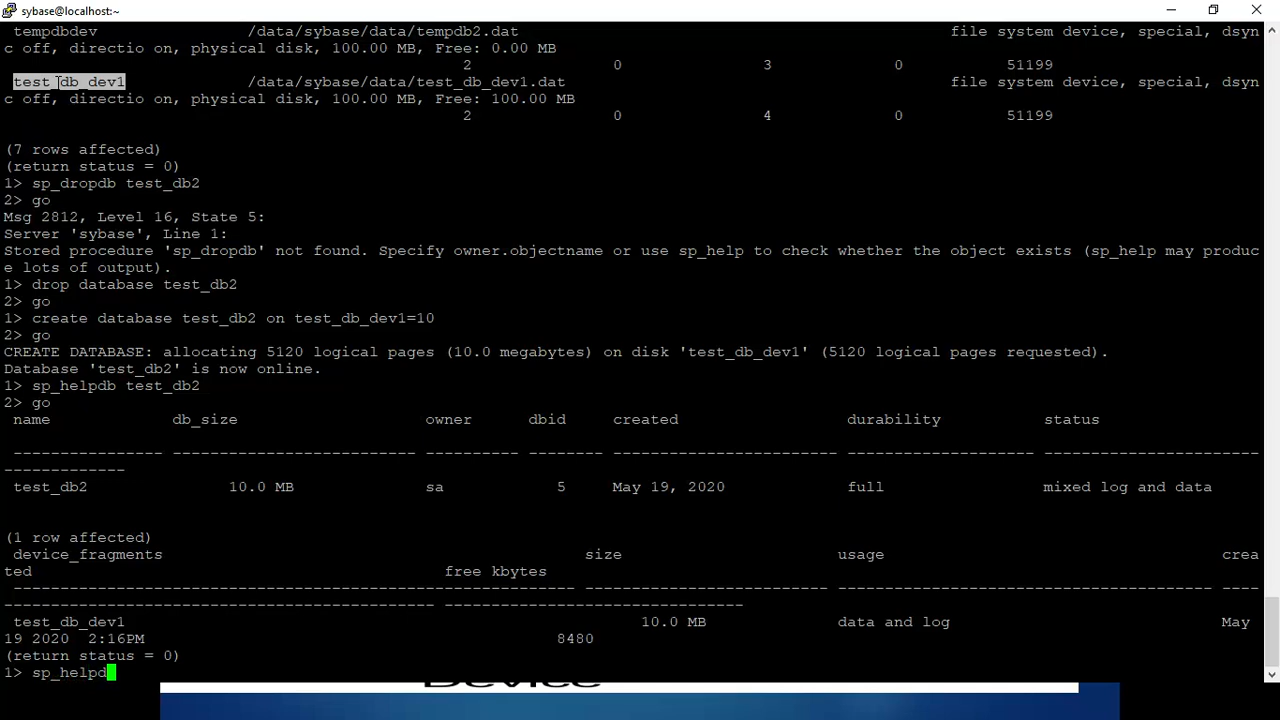 sybase@localhost:~
tempdbdev /data/sybase/data/tempdb2.dat file system device, special, dsyn
c off, directio on, physical disk, 100.00 MB, Free: 0.00 MB
2 0 3 0 51199
test_db_dev1 /data/sybase/data/test_db_dev1.dat file system device, special, dsyn
c off, directio on, physical disk, 100.00 MB, Free: 100.00 MB
2 0 4 0 51199
(7 rows affected)
(return status = 0)
1> sp_dropdb test_db2
2> go
Msg 2812, Level 16, State 5:
Server 'sybase', Line 1:
Stored procedure 'sp_dropdb' not found. Specify owner.objectname or use sp_help to check whether the object exists (sp_help may produc
e lots of output).
1> drop database test_db2
2> go
1> create database test_db2 on test_db_dev1=10
2> go
CREATE DATABASE: allocating 5120 logical pages (10.0 megabytes) on disk 'test_db_dev1' (5120 logical pages requested).
Database 'test_db2' is now online.
1> sp_helpdb test_db2
2> go
name db_size owner dbid created durability status
---------------- -------------------------- ---------- -------- ------------------------ -------------------- -----------------------
------------
test_db2 10.0 MB sa 5 May 19, 2020 full mixed log and data
(1 row affected)
device_fragments size usage crea
ted free kbytes
------------------------------------------------------------ -------------------------- ---------------------------------------- ----
---------------------------------------------- --------------------------------
test_db_dev1 10.0 MB data and log May
19 2020 2:16PM 8480
(return status = 0)
1> sp_helpd
Device